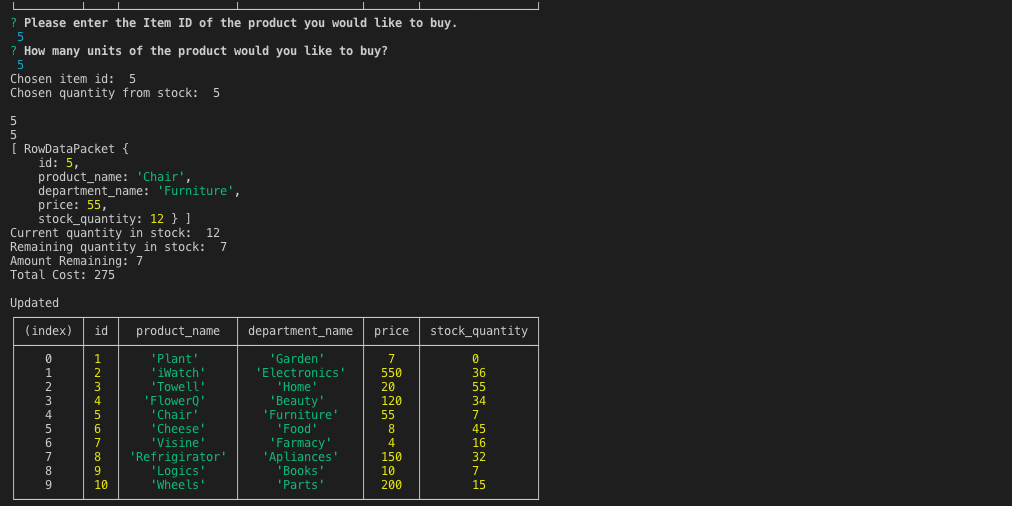 ? Please enter the Item ID of the product you would like to buy.
5
? How many units of the product would you like to buy?
5
Chosen item id:  5
Chosen quantity from stock:  5
5
5
[ RowDataPacket {
    id: 5,
    product_name: 'Chair',
    department_name: 'Furniture',
    price: 55,
    stock_quantity: 12 } ]
Current quantity in stock:  12
Remaining quantity in stock:  7
Amount Remaining: 7
Total Cost: 275
Updated
(index) id product_name department_name price stock_quantity
0 1 'Plant' 'Garden' 7 0
1 2 'iWatch' 'Electronics' 550 36
2 3 'Towell' 'Home' 20 55
3 4 'FlowerQ' 'Beauty' 120 34
4 5 'Chair' 'Furniture' 55 7
5 6 'Cheese' 'Food' 8 45
6 7 'Visine' 'Farmacy' 4 16
7 8 'Refrigirator' 'Apliances' 150 32
8 9 'Logics' 'Books' 10 7
9 10 'Wheels' 'Parts' 200 15